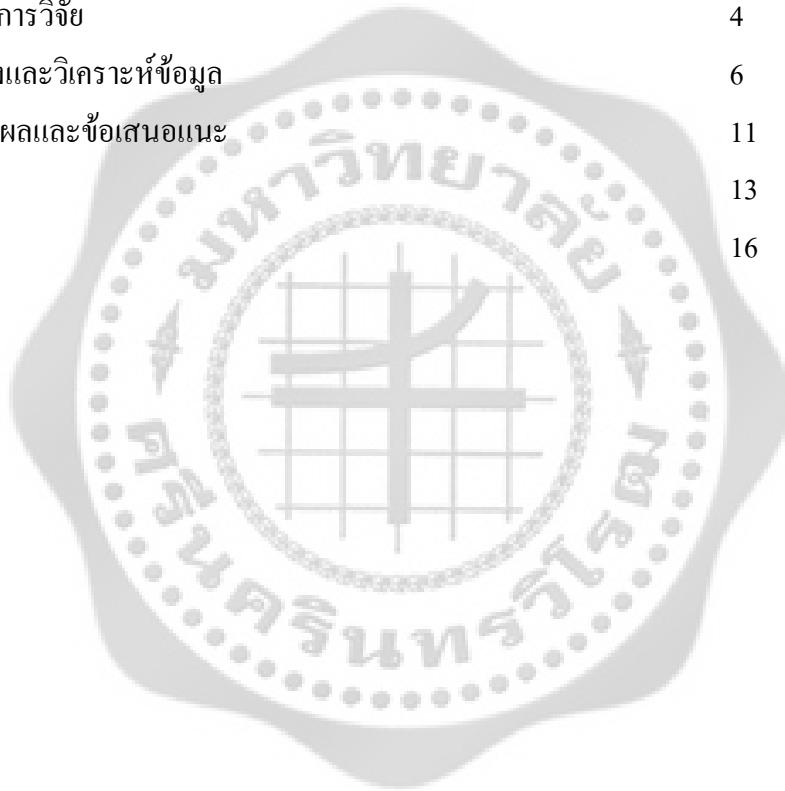 การวิจัย 4
และวิเคราะห์ข้อมูล 6
ผลและข้อเสนอแนะ 11
13
16
มหาวิทยาลัย
ศรีนครินทรวิโรฒ